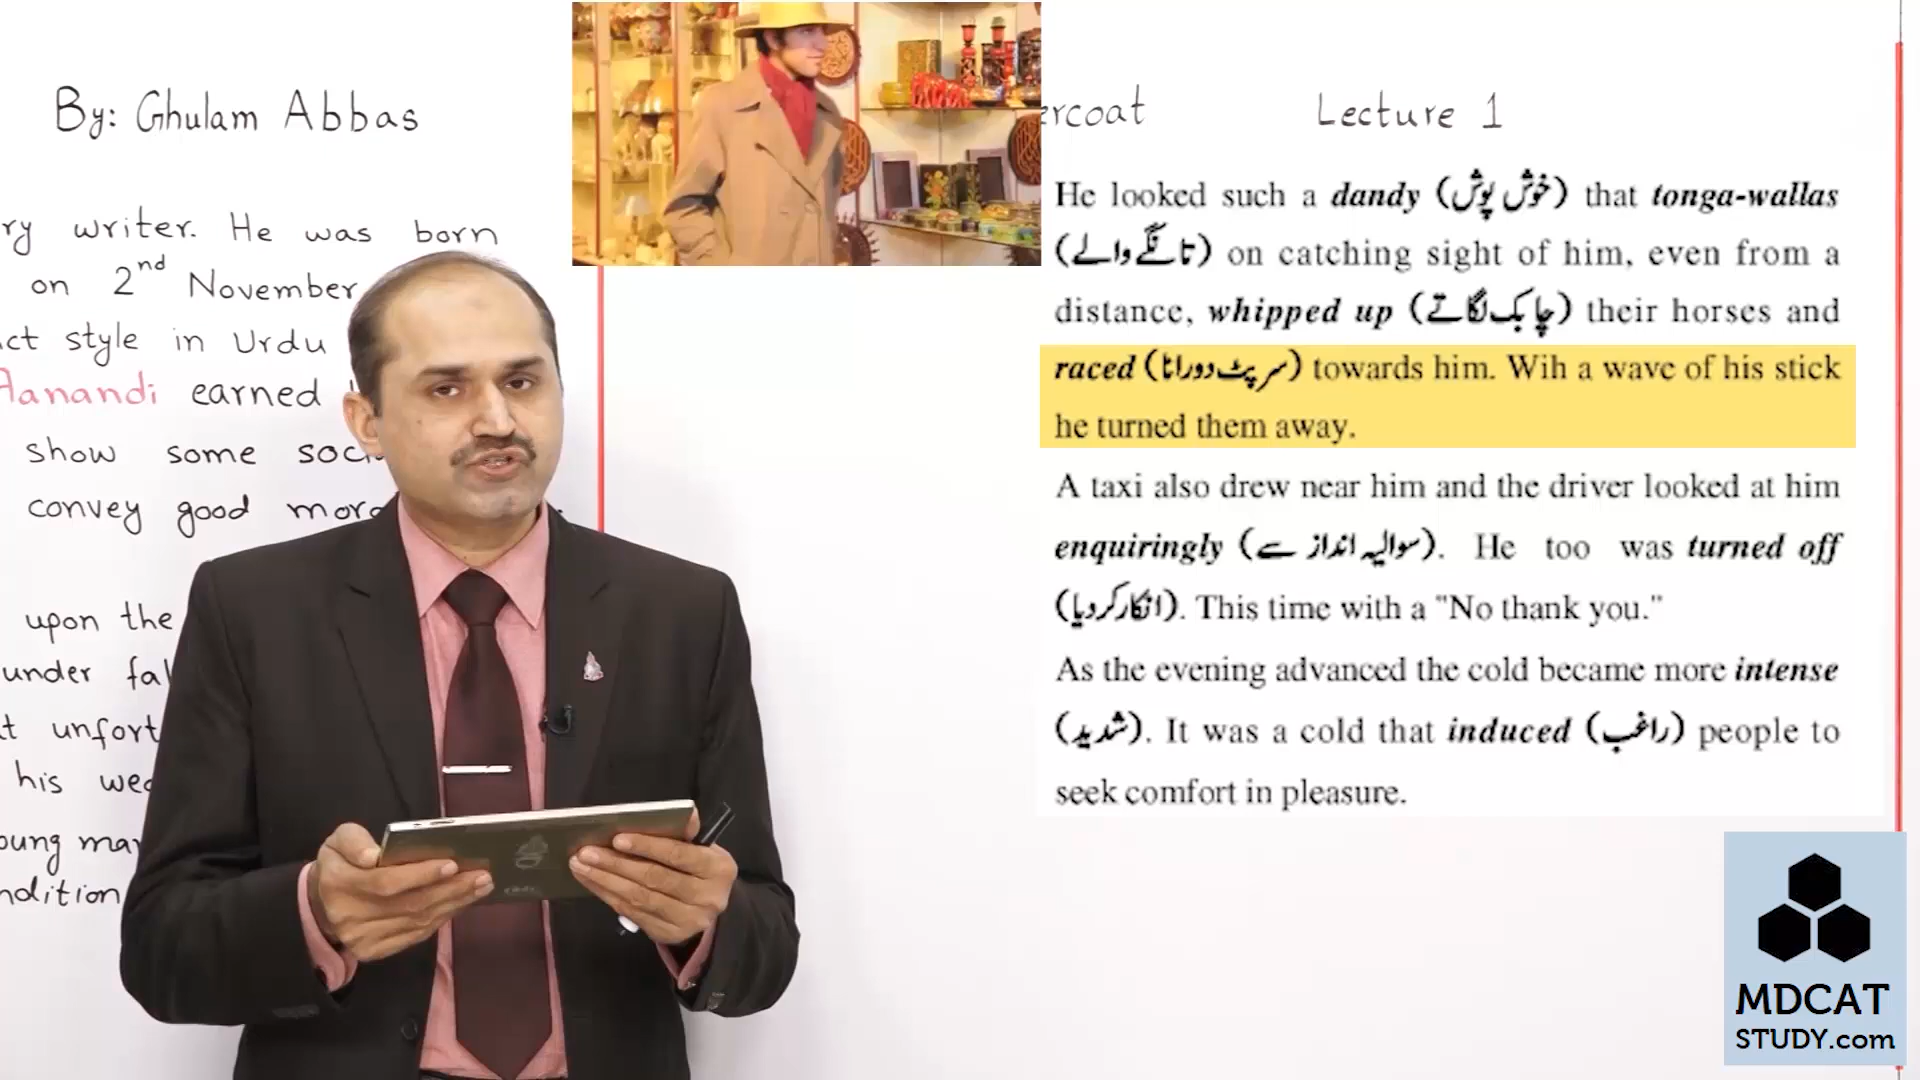 By: Ghulam Abbas
ercoat Lecture 1
ry writer. He was born
on 2nd November
ct style in Urdu
Aanandi earned
show some soc
convey good mor
upon the
under fal
t unfort
his wea
oung ma
ndition
He looked such a dandy (خوش پوش) that tonga-wallas
(تانگے والے) on catching sight of him, even from a
distance, whipped up (چابک لگاتے) their horses and
raced (سرپٹ دوراتا) towards him. Wih a wave of his stick
he turned them away.
A taxi also drew near him and the driver looked at him
enquiringly (سوالیہ انداز سے). He too was turned off
(انکار کر دیا). This time with a "No thank you."
As the evening advanced the cold became more intense
(شدید). It was a cold that induced (راغب) people to
seek comfort in pleasure.
MDCAT
STUDY.com